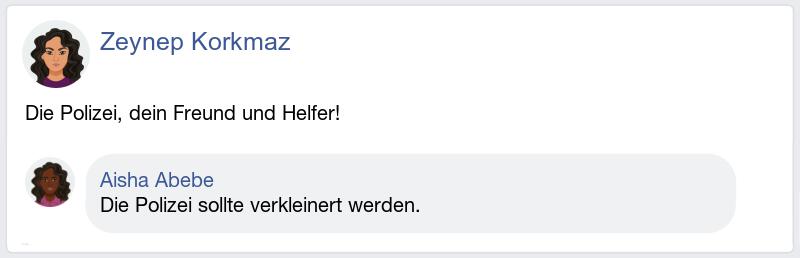 Zeynep Korkmaz
Die Polizei, dein Freund und Helfer!
Aisha Abebe
Die Polizei sollte verkleinert werden.